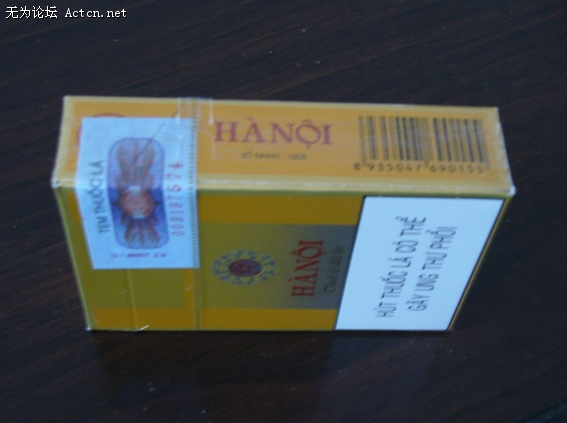 无为论坛 Actcn.net
HÀNỘI
8 935047 690155
TEM THUỐC LÁ
HÀNỘI
HÚT THUỐC LÁ CÓ THỂ
GÂY UNG THƯ PHỔI